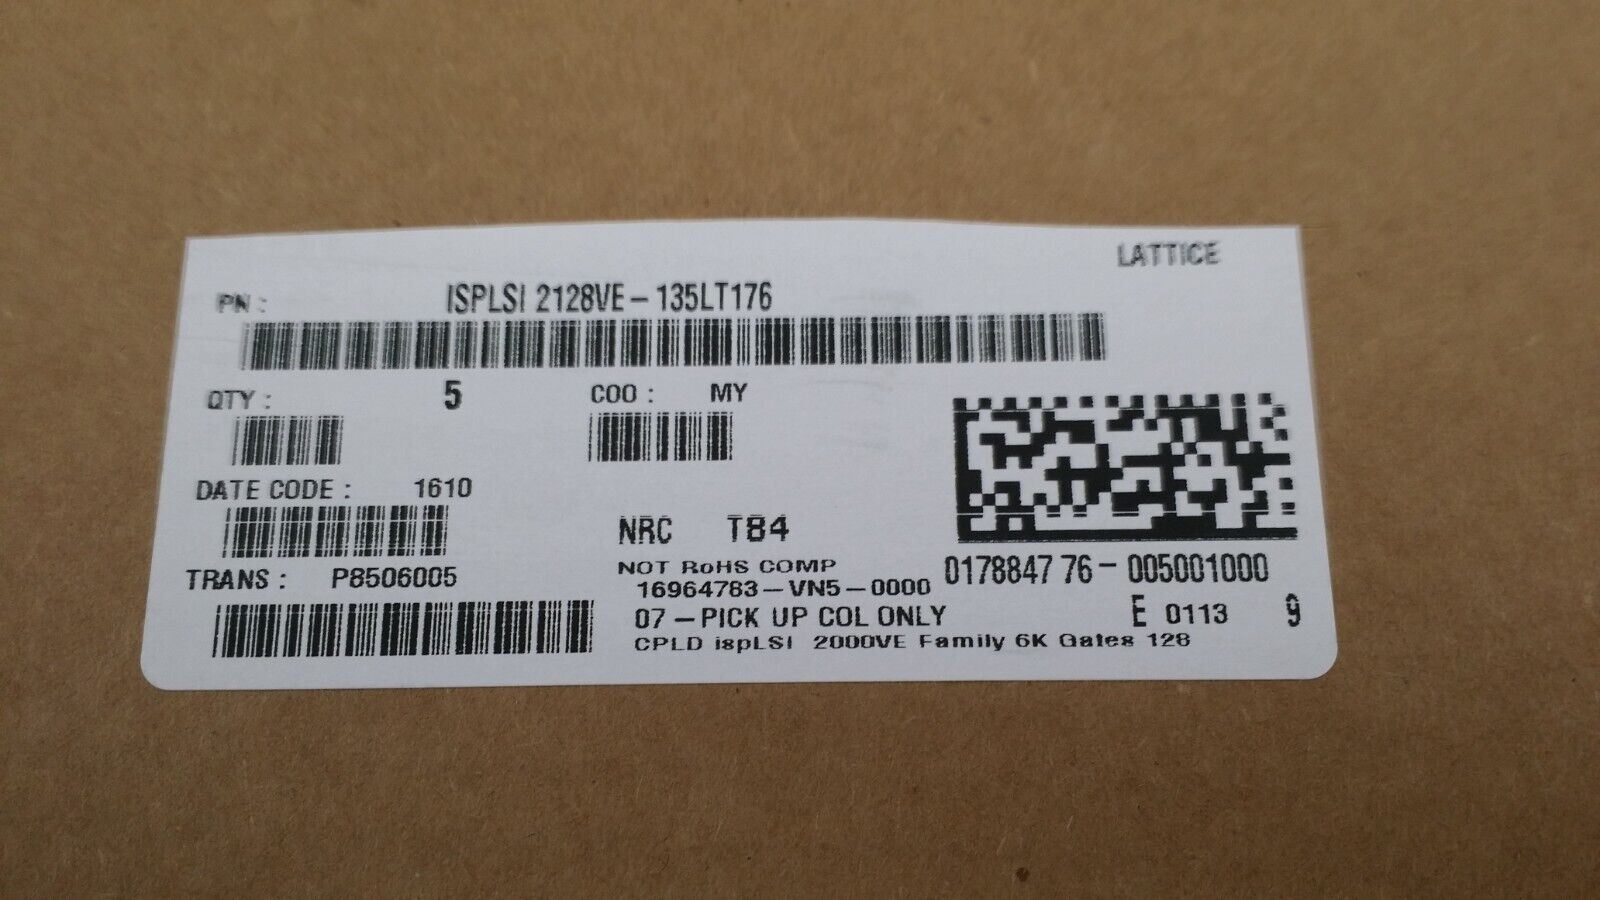 LATTICE
PN : ISPLSI 2128VE-135LT176
QTY : 5 COO : MY
DATE CODE : 1610
NRC T84
TRANS : P8506005
NOT RoHS COMP
16964783-VN5-0000 017884776-005001000
07 -PICK UP COL ONLY E 0113 9
CPLD ispLSI 2000VE Family 6K Gates 128